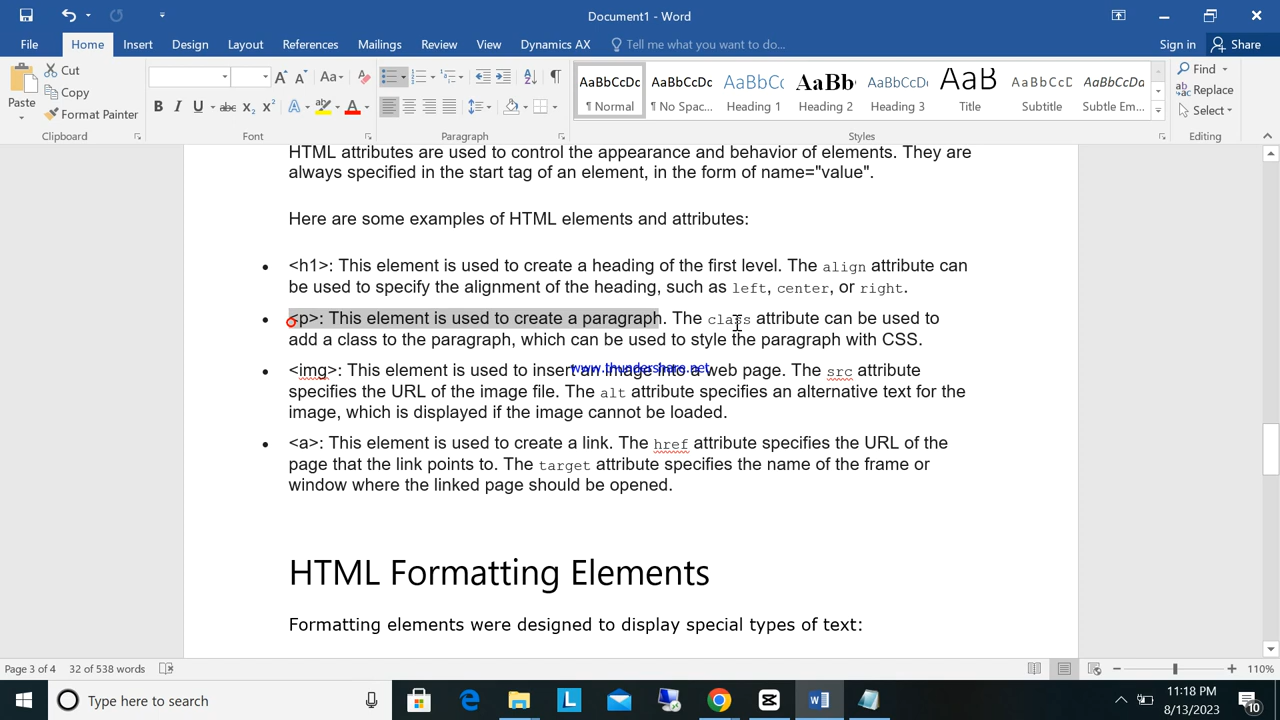 Document1 - Word
File Home Insert Design Layout References Mailings Review View Dynamics AX Tell me what you want to do... Sign in Share
Paste
Cut
Copy
Format Painter
Clipboard
Font
Paragraph
AaBbCcDc AaBbCcDc AaBbCc AaBb AaBbCcD AaB AaBbCcD AaBbCcDc
¶ Normal ¶ No Spac... Heading 1 Heading 2 Heading 3 Title Subtitle Subtle Em...
Styles
Find
Replace
Select
Editing
HTML attributes are used to control the appearance and behavior of elements. They are
always specified in the start tag of an element, in the form of name="value".
Here are some examples of HTML elements and attributes:
• <h1>: This element is used to create a heading of the first level. The align attribute can
be used to specify the alignment of the heading, such as left, center, or right.
• <p>: This element is used to create a paragraph. The class attribute can be used to
add a class to the paragraph, which can be used to style the paragraph with CSS.
• <img>: This element is used to insert an image into a web page. The src attribute
www.thundershare.net
specifies the URL of the image file. The alt attribute specifies an alternative text for the
image, which is displayed if the image cannot be loaded.
• <a>: This element is used to create a link. The href attribute specifies the URL of the
page that the link points to. The target attribute specifies the name of the frame or
window where the linked page should be opened.
HTML Formatting Elements
Formatting elements were designed to display special types of text:
Page 3 of 4 32 of 538 words 110%
Type here to search
11:18 PM
8/13/2023
10